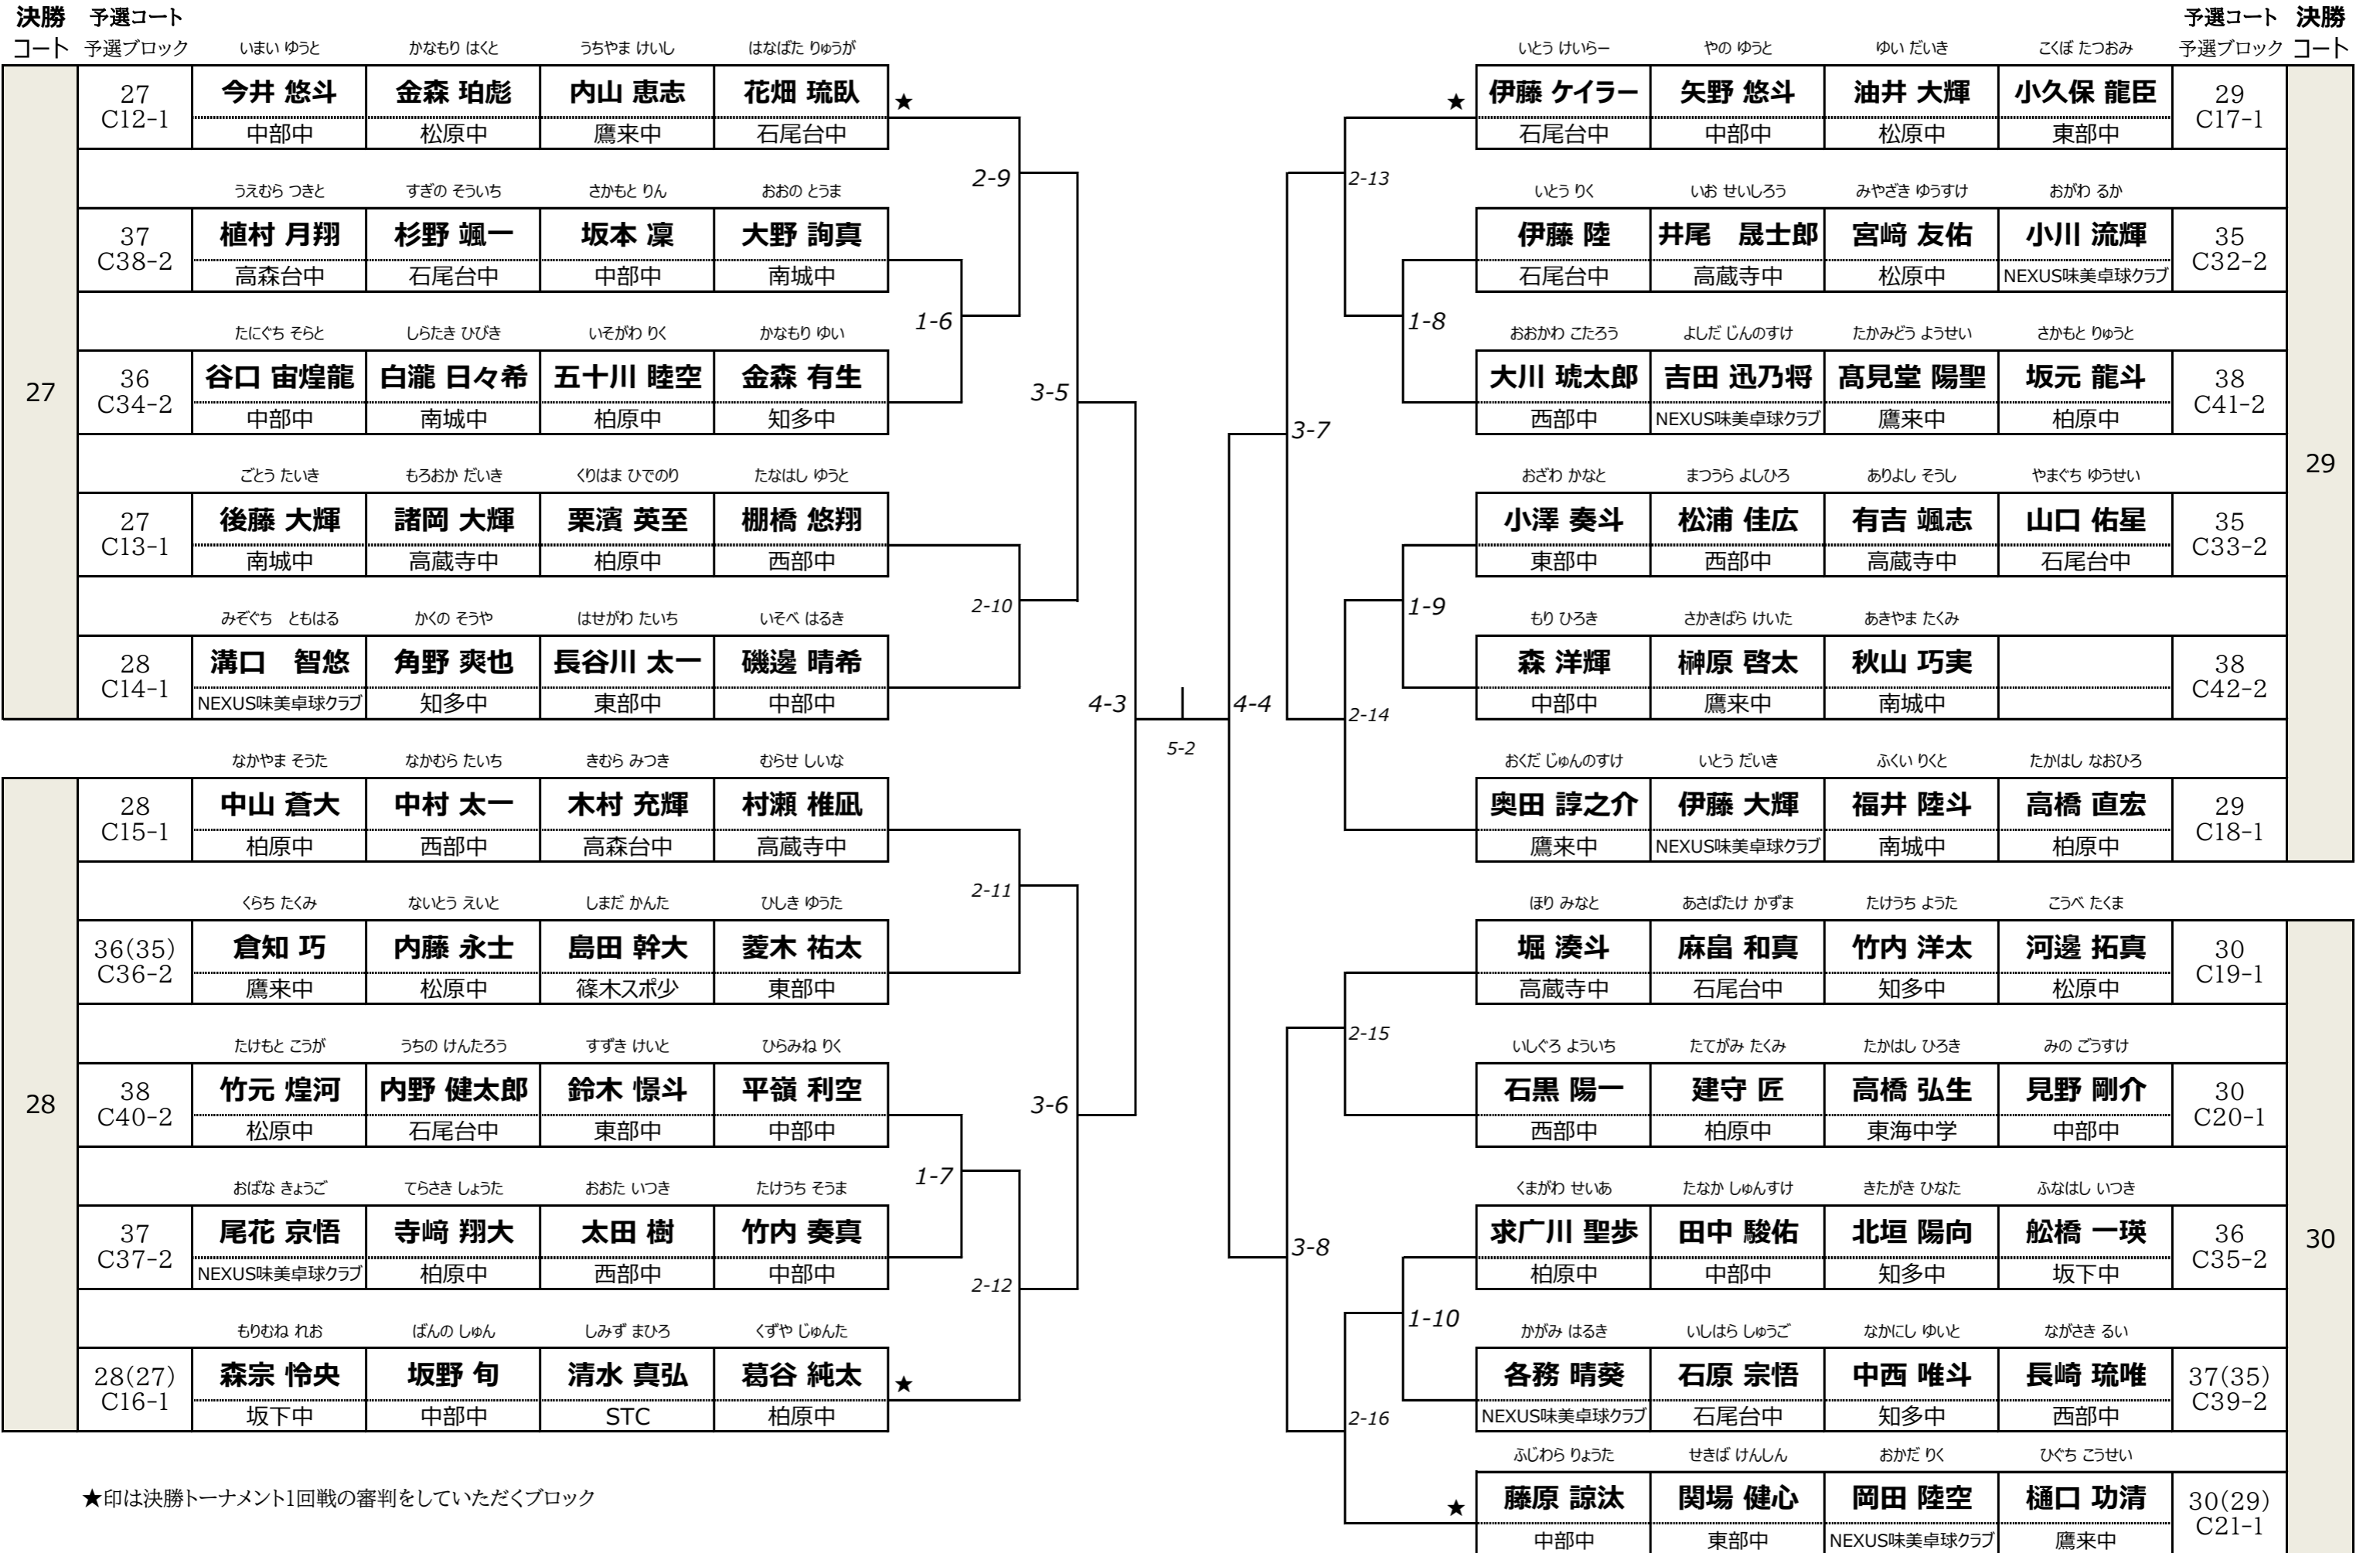 決勝 予選コート
コート 予選ブロック
27
いまい ゆうと かなもり はくと うちやま けいし はなばた りゅうが
27 今井 悠斗 金森 珀彪 内山 恵志 花畑 琉臥 ★
C12-1 中部中 松原中 鷹来中 石尾台中
2-9
うえむら つきと すぎの そういち さかもと りん おおの とうま
37 植村 月翔 杉野 颯一 坂本 凜 大野 詢真
C38-2 高森台中 石尾台中 中部中 南城中
1-6
たにぐち そらと しらたき ひびき いそがわ りく かなもり ゆい
36 谷口 宙煌龍 白瀧 日々希 五十川 睦空 金森 有生
C34-2 中部中 南城中 柏原中 知多中
3-5
ごとう たいき もろおか だいき くりはま ひでのり たなはし ゆうと
27 後藤 大輝 諸岡 大輝 栗濱 英至 棚橋 悠翔
C13-1 南城中 高蔵寺中 柏原中 西部中
2-10
みぞぐち ともはる かくの そうや はせがわ たいち いそべ はるき
28 溝口 智悠 角野 爽也 長谷川 太一 磯邊 晴希
C14-1 NEXUS味美卓球クラブ 知多中 東部中 中部中
4-3
28
なかやま そうた なかむら たいち きむら みつき むらせ しいな
28 中山 蒼大 中村 太一 木村 充輝 村瀬 椎凪
C15-1 柏原中 西部中 高森台中 高蔵寺中
2-11
くらち たくみ ないとう えいと しまだ かんた ひしき ゆうた
36(35) 倉知 巧 内藤 永士 島田 幹大 菱木 祐太
C36-2 鷹来中 松原中 篠木スポ少 東部中
たけもと こうが うちの けんたろう すずき けいと ひらみね りく
38 竹元 煌河 内野 健太郎 鈴木 憬斗 平嶺 利空
C40-2 松原中 石尾台中 東部中 中部中
3-6
1-7
おばな きょうご てらさき しょうた おおた いつき たけうち そうま
37 尾花 京悟 寺﨑 翔大 太田 樹 竹内 奏真
C37-2 NEXUS味美卓球クラブ 柏原中 西部中 中部中
2-12
もりむね れお ばんの しゅん しみず まひろ くずや じゅんた
28(27) 森宗 怜央 坂野 旬 清水 真弘 葛谷 純太 ★
C16-1 坂下中 中部中 STC 柏原中
★印は決勝トーナメント1回戦の審判をしていただくブロック
5-2
予選コート 決勝
予選ブロック コート
29
いとう けいらー やの ゆうと ゆい だいき こくぼ たつおみ
★ 伊藤 ケイラー 矢野 悠斗 油井 大輝 小久保 龍臣 29
石尾台中 中部中 松原中 東部中 C17-1
2-13
いとう りく いお せいしろう みやざき ゆうすけ おがわ るか
伊藤 陸 井尾 晟士郎 宮﨑 友佑 小川 流輝 35
石尾台中 高蔵寺中 松原中 NEXUS味美卓球クラブ C32-2
1-8
おおかわ こたろう よしだ じんのすけ たかみどう ようせい さかもと りゅうと
大川 琥太郎 吉田 迅乃将 髙見堂 陽聖 坂元 龍斗 38
西部中 NEXUS味美卓球クラブ 鷹来中 柏原中 C41-2
3-7
おざわ かなと まつうら よしひろ ありよし そうし やまぐち ゆうせい
小澤 奏斗 松浦 佳広 有吉 颯志 山口 佑星 35
東部中 西部中 高蔵寺中 石尾台中 C33-2
1-9
もり ひろき さかきばら けいた あきやま たくみ
森 洋輝 榊原 啓太 秋山 巧実 38
中部中 鷹来中 南城中 C42-2
4-4
2-14
おくだ じゅんのすけ いとう だいき ふくい りくと たかはし なおひろ
奥田 諄之介 伊藤 大輝 福井 陸斗 高橋 直宏 29
鷹来中 NEXUS味美卓球クラブ 南城中 柏原中 C18-1
30
ほり みなと あさばたけ かずま たけうち ようた こうべ たくま
堀 湊斗 麻畠 和真 竹内 洋太 河邊 拓真 30
高蔵寺中 石尾台中 知多中 松原中 C19-1
2-15
いしぐろ よういち たてがみ たくみ たかはし ひろき みの ごうすけ
石黒 陽一 建守 匠 高橋 弘生 見野 剛介 30
西部中 柏原中 東海中学 中部中 C20-1
くまがわ せいあ たなか しゅんすけ きたがき ひなた ふなはし いつき
求广川 聖歩 田中 駿佑 北垣 陽向 舩橋 一瑛 36
柏原中 中部中 知多中 坂下中 C35-2
3-8
1-10
かがみ はるき いしはら しゅうご なかにし ゆいと ながさき るい
各務 晴葵 石原 宗悟 中西 唯斗 長崎 琉唯 37(35)
NEXUS味美卓球クラブ 石尾台中 知多中 西部中 C39-2
2-16
ふじわら りょうた せきば けんしん おかだ りく ひぐち こうせい
★ 藤原 諒汰 関場 健心 岡田 陸空 樋口 功清 30(29)
中部中 東部中 NEXUS味美卓球クラブ 鷹来中 C21-1